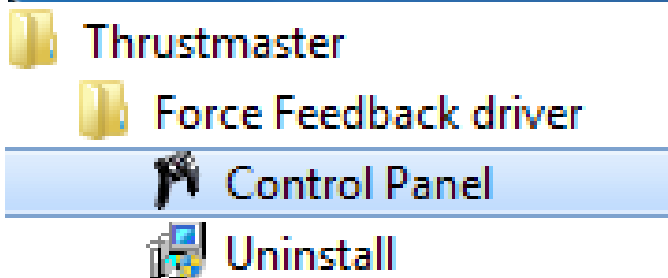 Thrustmaster
Force Feedback driver
Control Panel
Uninstall